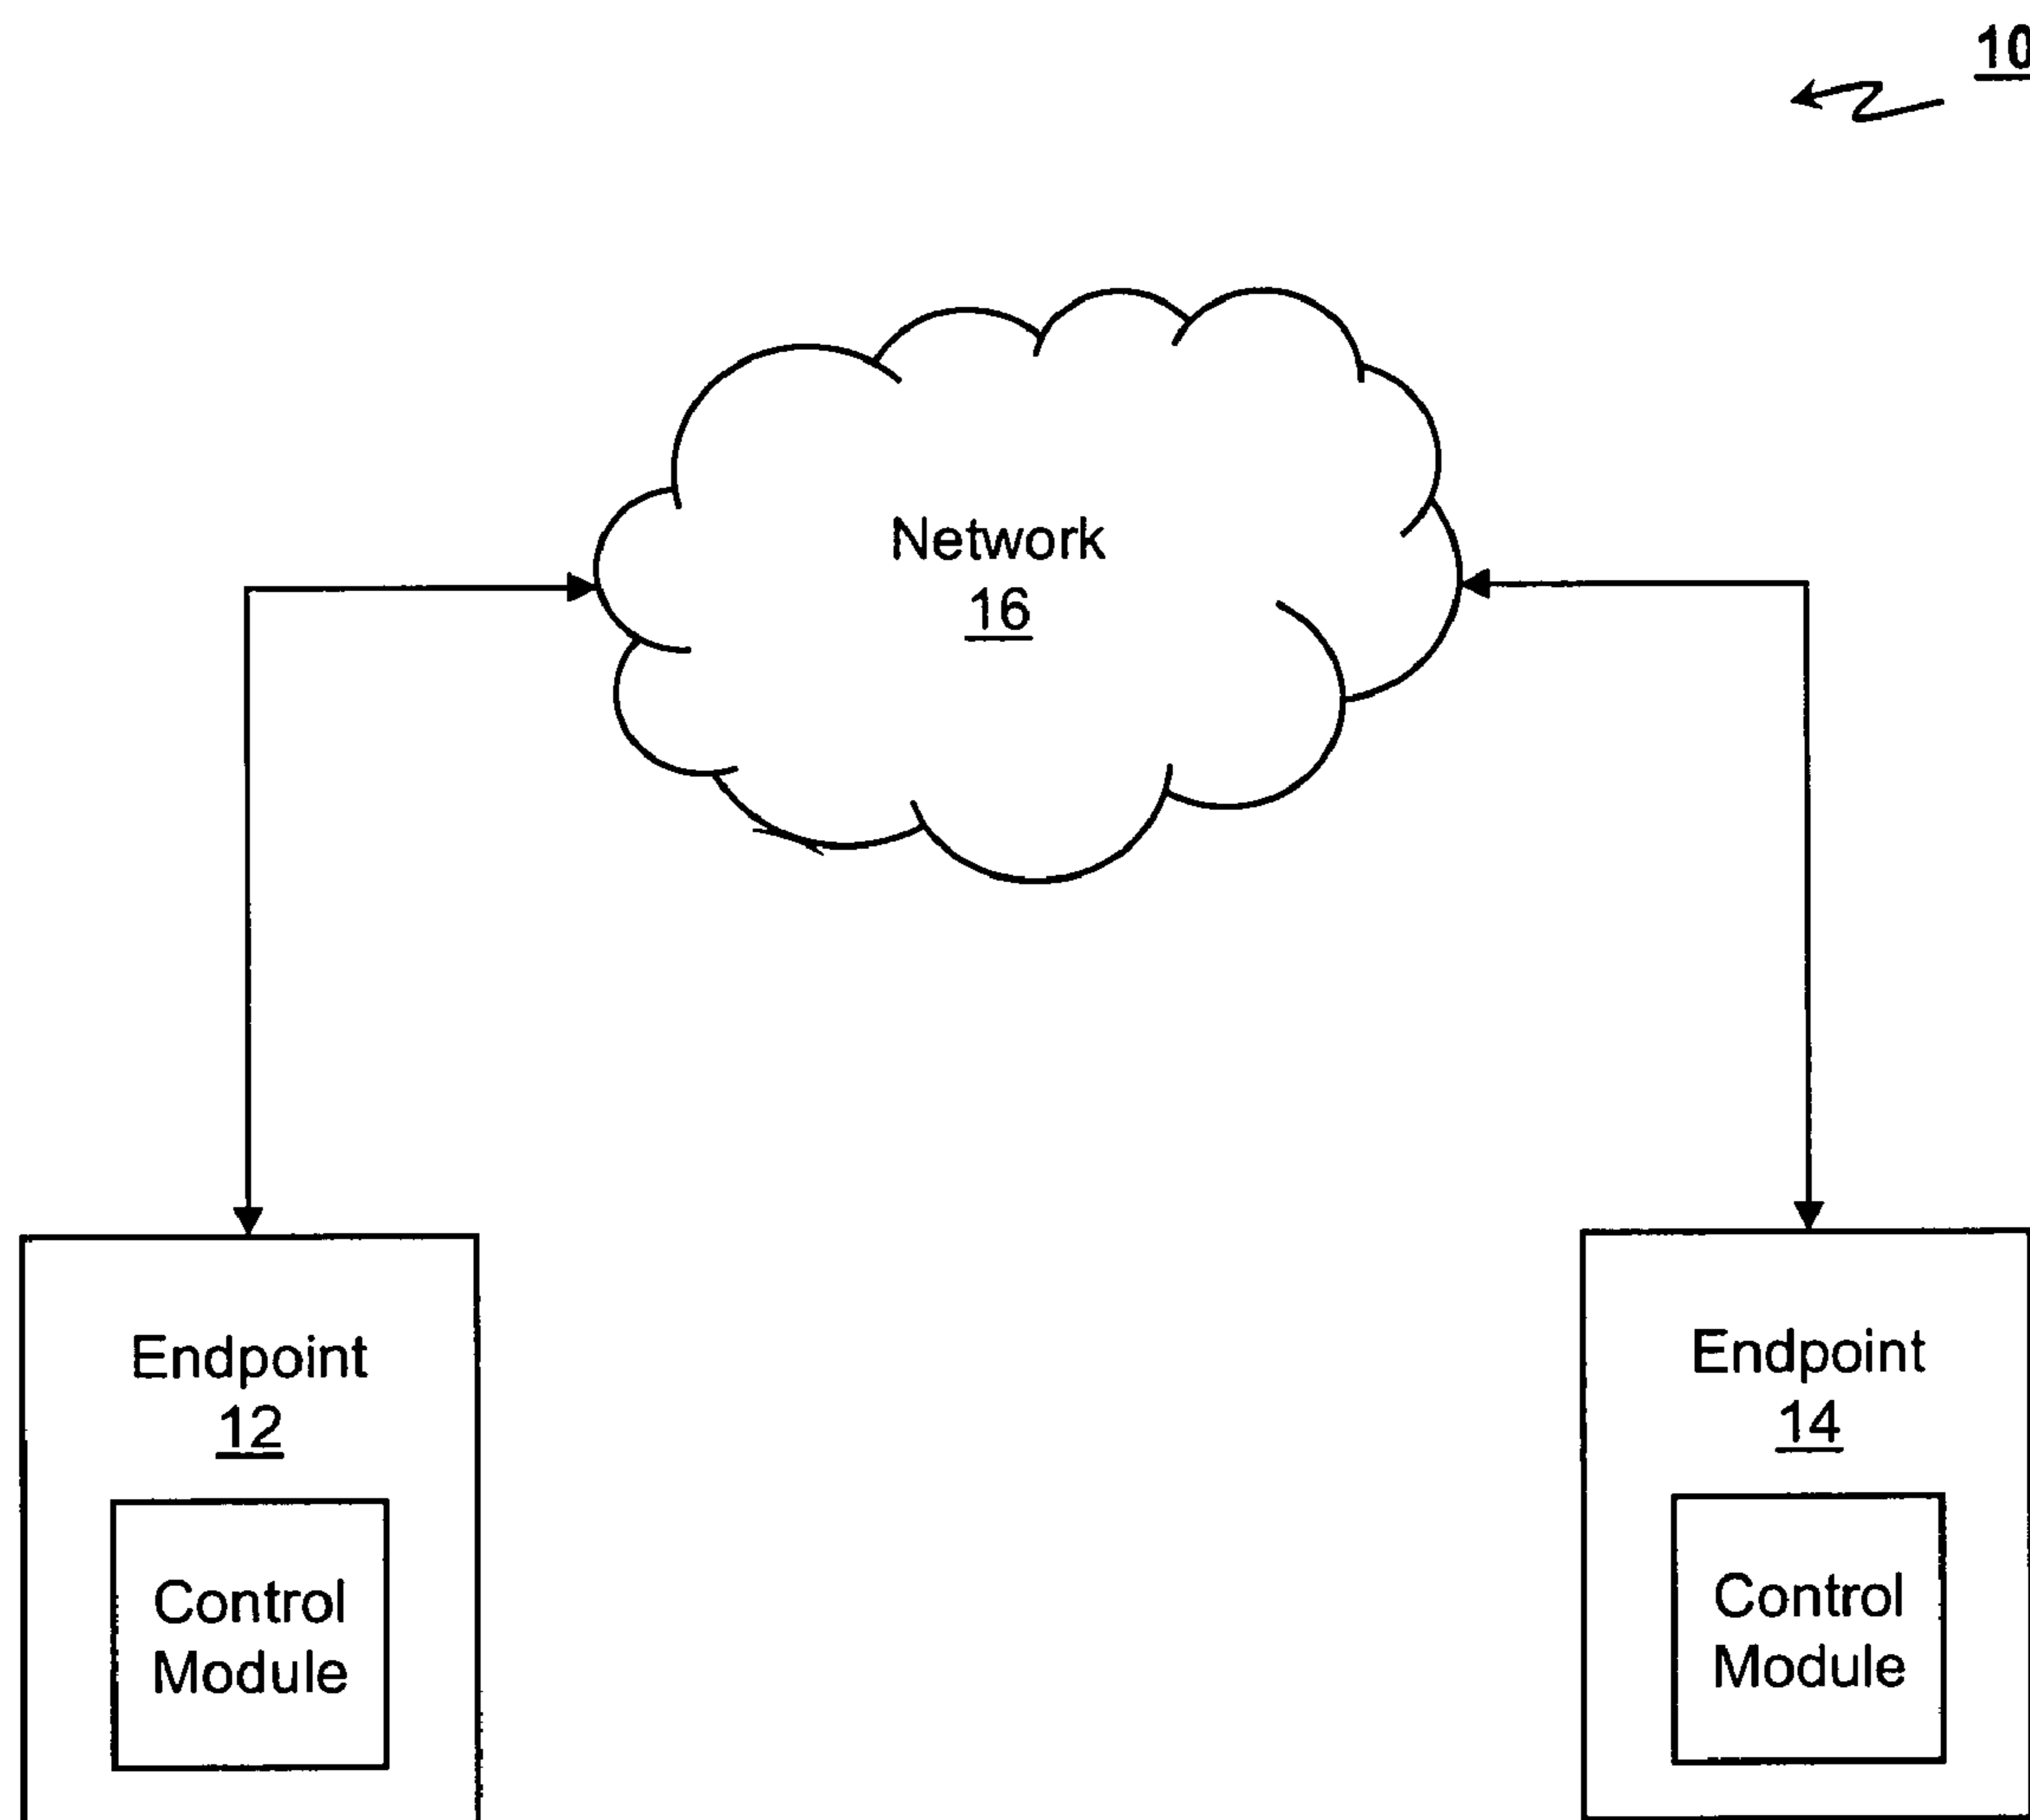 10
Network
16
Endpoint
12
Control
Module
Endpoint
14
Control
Module